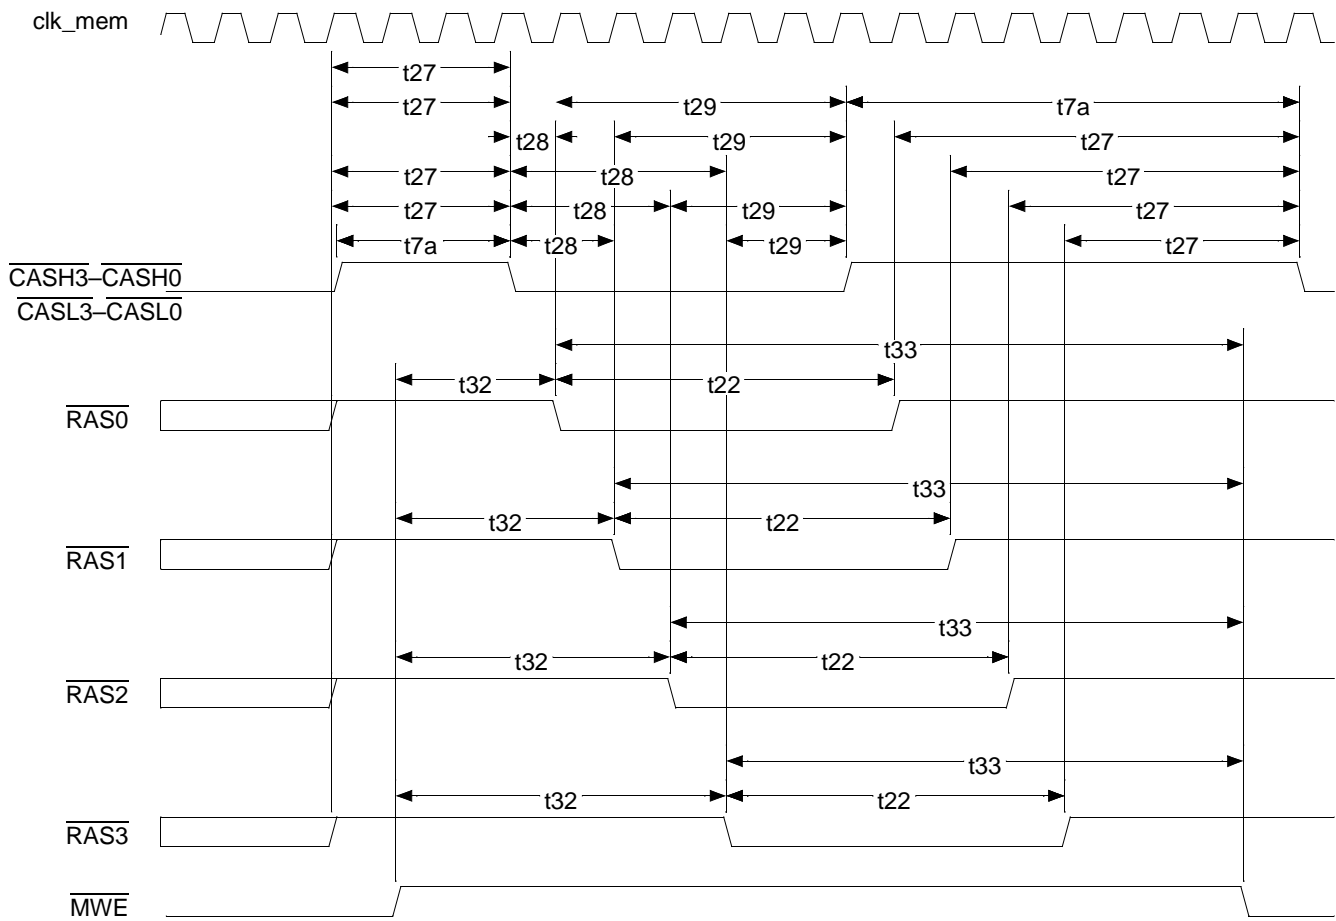 clk_mem
t27
t27
t29
t7a
t28
t29
t27
t27
t28
t27
t27
t28
t29
t27
t7a
t28
t29
t27
CASH3–CASH0
CASL3–CASL0
t33
t32
t22
RAS0
t33
t32
t22
RAS1
t33
t32
t22
RAS2
t33
t32
t22
RAS3
MWE